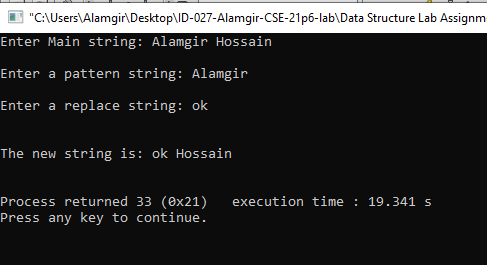 "C:\Users\Alamgir\Desktop\ID-027-Alamgir-CSE-21p6-lab\Data Structure Lab Assignm
Enter Main string: Alamgir Hossain
Enter a pattern string: Alamgir
Enter a replace string: ok
The new string is: ok Hossain
Process returned 33 (0x21)   execution time : 19.341 s
Press any key to continue.